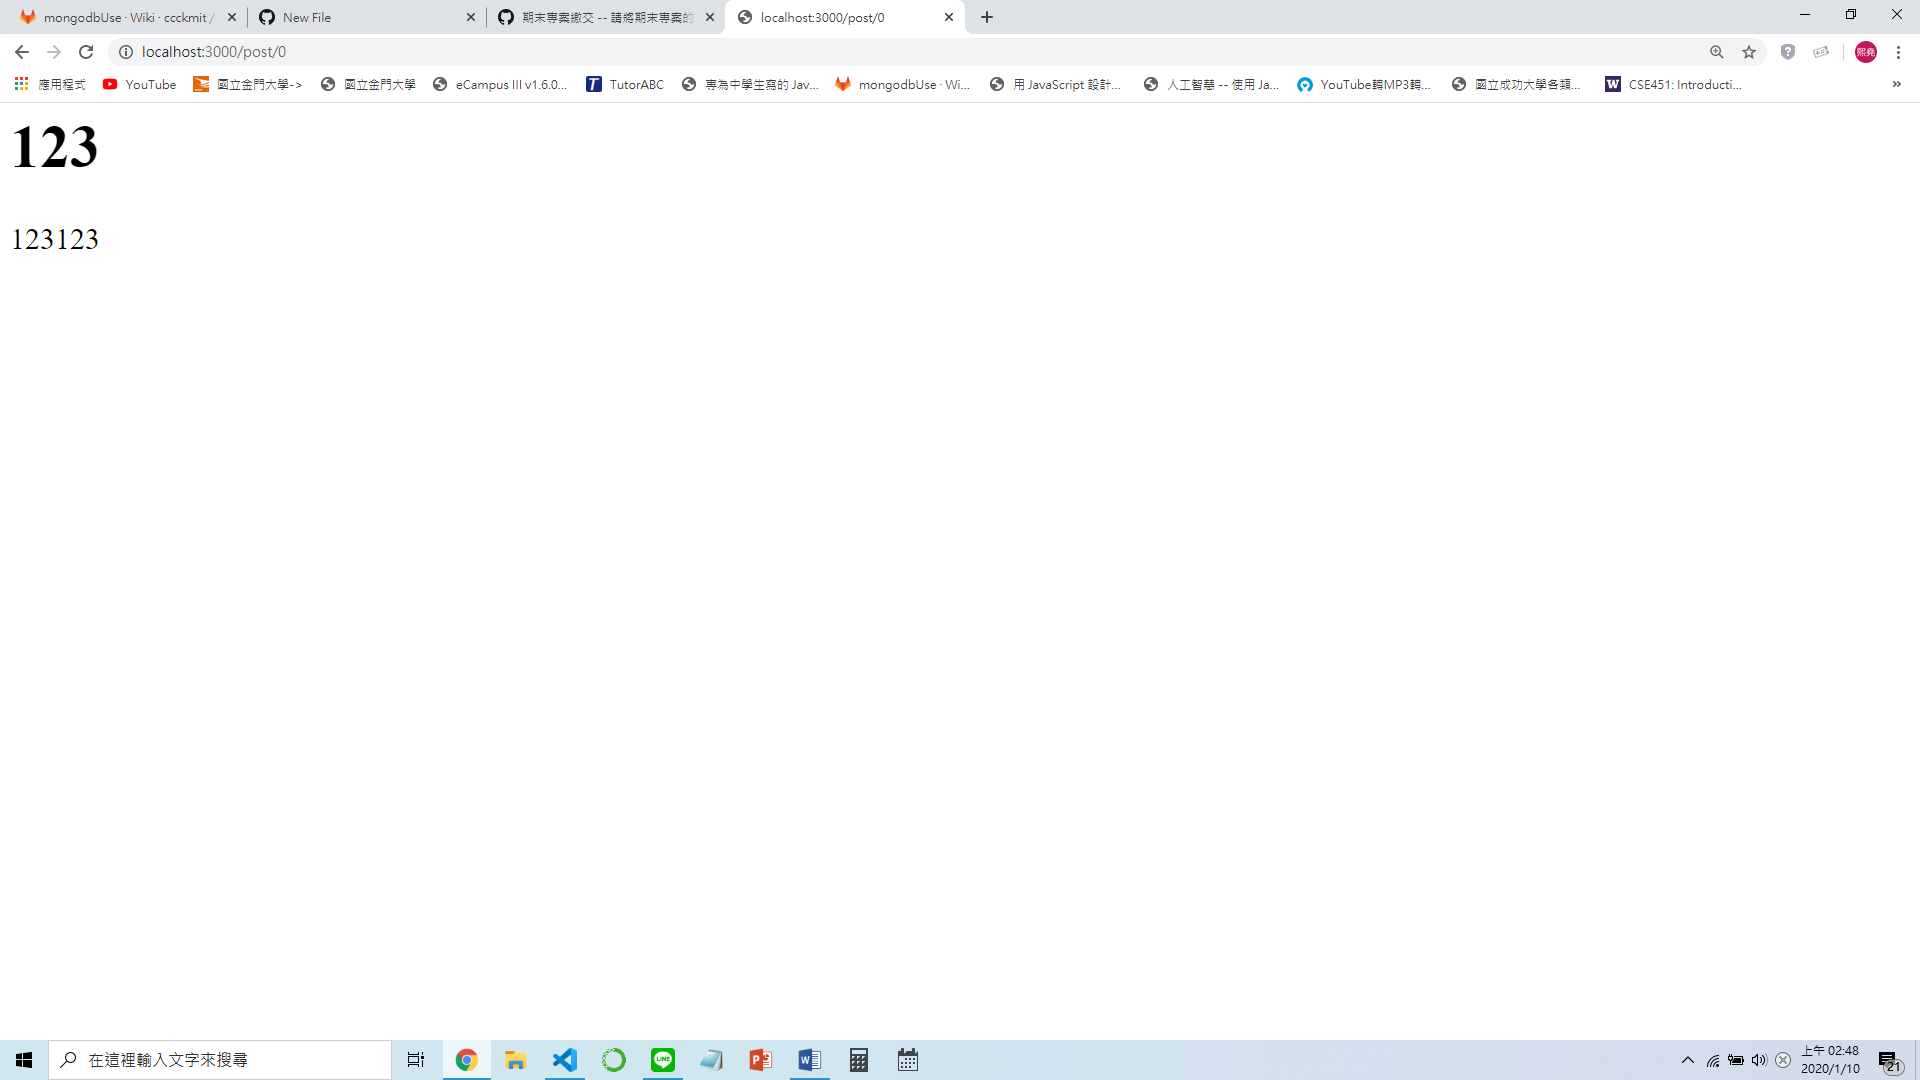 mongodbUse · Wiki · ccckmit /
New File
期末專案繳交 -- 請將期末專案的
localhost:3000/post/0
localhost:3000/post/0
應用程式
YouTube
國立金門大學->
國立金門大學
eCampus III v1.6.0...
TutorABC
專為中學生寫的 Jav...
mongodbUse · Wi...
用 JavaScript 設計...
人工智慧 -- 使用 Ja...
YouTube轉MP3轉...
國立成功大學各類...
CSE451: Introducti...
123
123123
在這裡輸入文字來搜尋
上午 02:48
2020/1/10
21